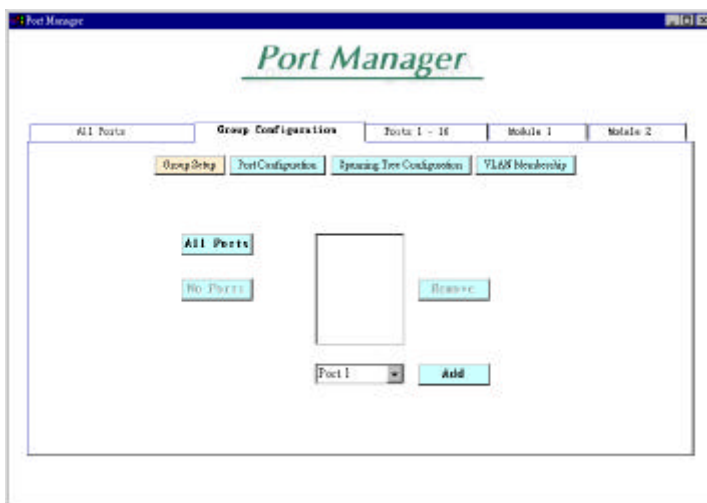 Port Manager
Port Manager
All Ports
Group Configuration
Ports 1 - 16
Module 1
Module 2
Group Setup
Port Configuration
Spanning Tree Configuration
VLAN Membership
All Ports
No Ports
Remove
Port 1
Add